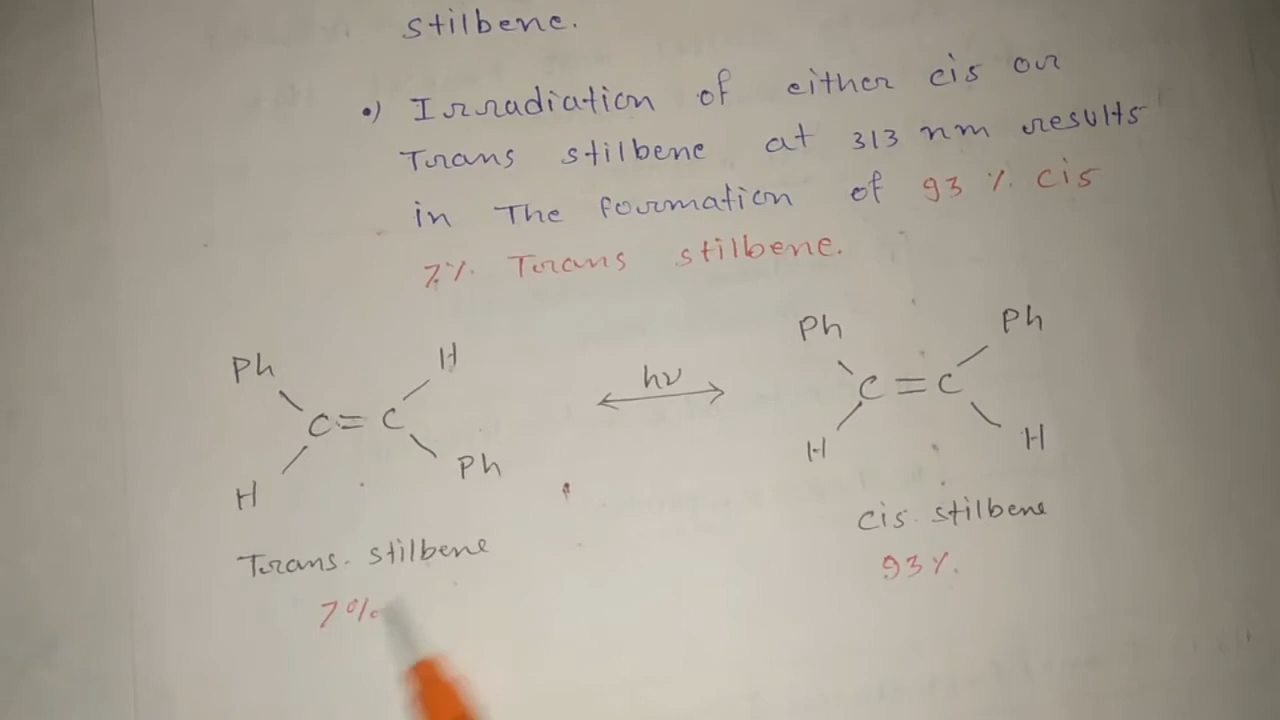 stilbene.
•) Irradiation of either cis or
Trans stilbene at 313 nm results
in The formation of 93 % cis
7% Trans stilbene.
Ph H
C=C
H Ph
hν
Ph Ph
C=C
H H
Trans. stilbene
7%
cis. stilbene
93%.